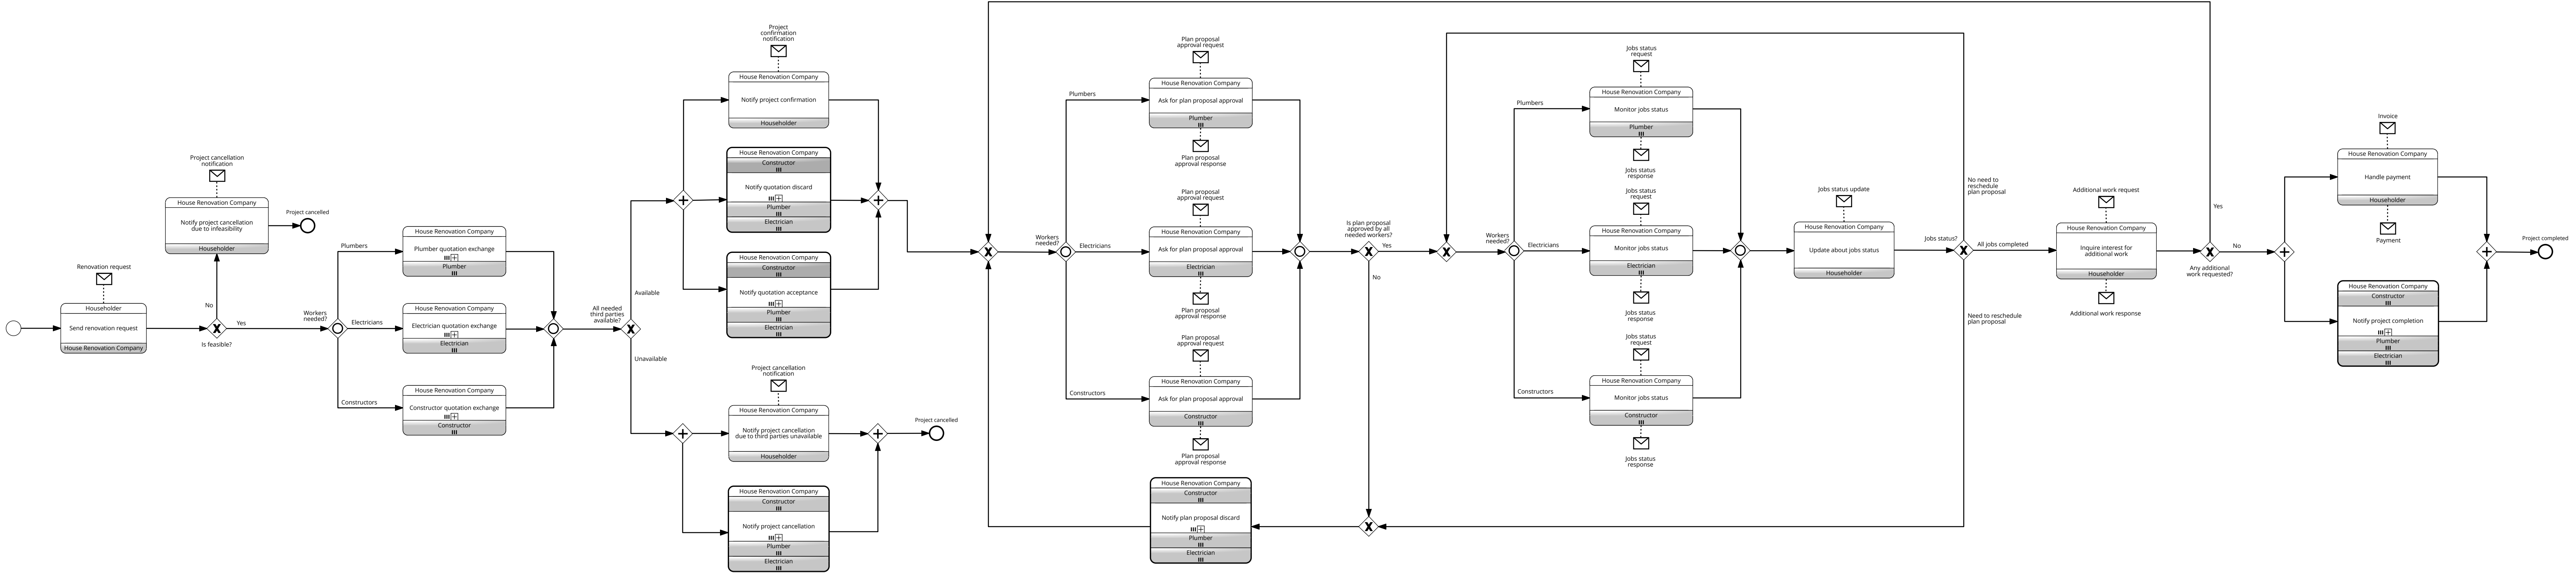 Renovation request
Householder
Send renovation request
House Renovation Company
Is feasible?
No
Yes
Project cancellation
notification
House Renovation Company
Notify project cancellation
due to infeasibility
Householder
Project cancelled
Workers
needed?
Plumbers
Electricians
Constructors
House Renovation Company
Plumber quotation exchange
Plumber
House Renovation Company
Electrician quotation exchange
Electrician
House Renovation Company
Constructor quotation exchange
Constructor
All needed
third parties
available?
Available
Unavailable
Project
confirmation
notification
House Renovation Company
Notify project confirmation
Householder
House Renovation Company
Constructor
Notify quotation discard
Plumber
Electrician
House Renovation Company
Constructor
Notify quotation acceptance
Plumber
Electrician
Project cancellation
notification
House Renovation Company
Notify project cancellation
due to third parties unavailable
Householder
House Renovation Company
Constructor
Notify project cancellation
Plumber
Electrician
Project cancelled
Workers
needed?
Plumbers
Electricians
Constructors
Plan proposal
approval request
House Renovation Company
Ask for plan proposal approval
Plumber
Plan proposal
approval response
Plan proposal
approval request
House Renovation Company
Ask for plan proposal approval
Electrician
Plan proposal
approval response
Plan proposal
approval request
House Renovation Company
Ask for plan proposal approval
Constructor
Plan proposal
approval response
House Renovation Company
Constructor
Notify plan proposal discard
Plumber
Electrician
Is plan proposal
approved by all
needed workers?
Yes
No
Workers
needed?
Plumbers
Electricians
Constructors
Jobs status
request
House Renovation Company
Monitor jobs status
Plumber
Jobs status
response
Jobs status
request
House Renovation Company
Monitor jobs status
Electrician
Jobs status
response
Jobs status
request
House Renovation Company
Monitor jobs status
Constructor
Jobs status
response
Jobs status update
House Renovation Company
Update about jobs status
Householder
Jobs status?
No need to
reschedule
plan proposal
All jobs completed
Need to reschedule
plan proposal
Additional work request
House Renovation Company
Inquire interest for
additional work
Householder
Additional work response
Yes
No
Any additional
work requested?
Invoice
House Renovation Company
Handle payment
Householder
Payment
House Renovation Company
Constructor
Notify project completion
Plumber
Electrician
Project completed